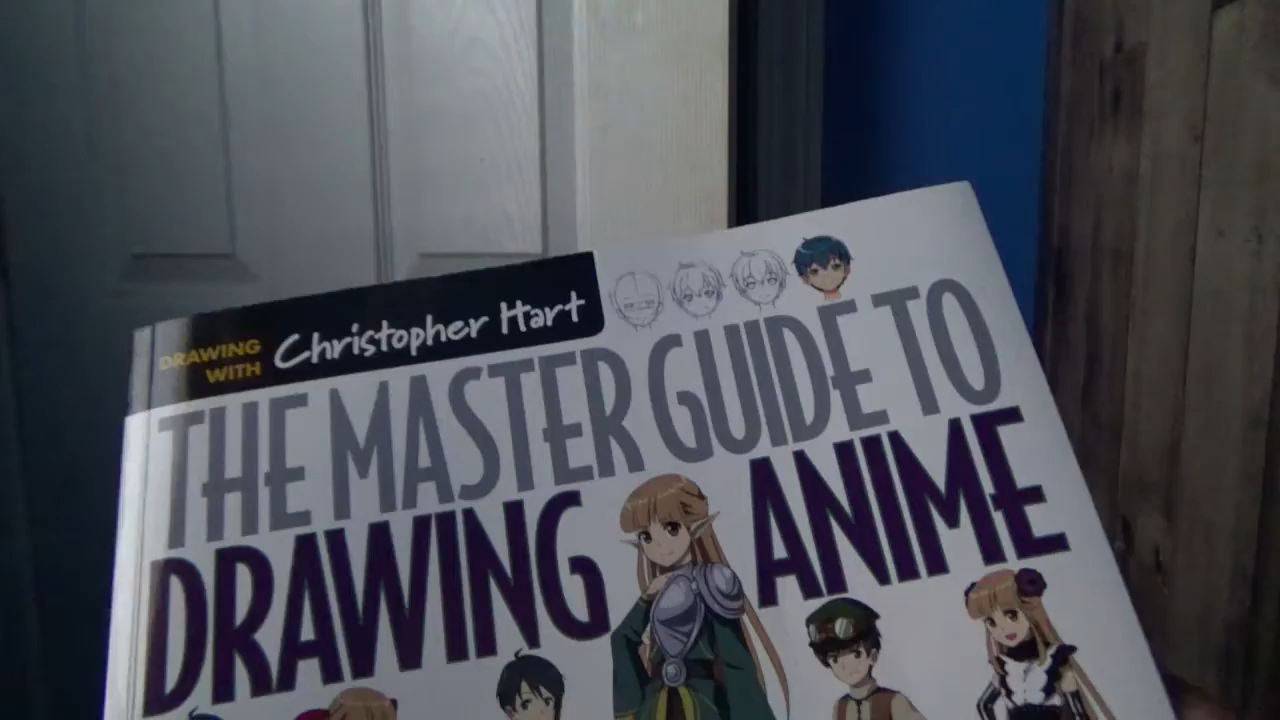 DRAWING
WITH Christopher Hart
THE MASTER GUIDE TO
DRAWING ANIME